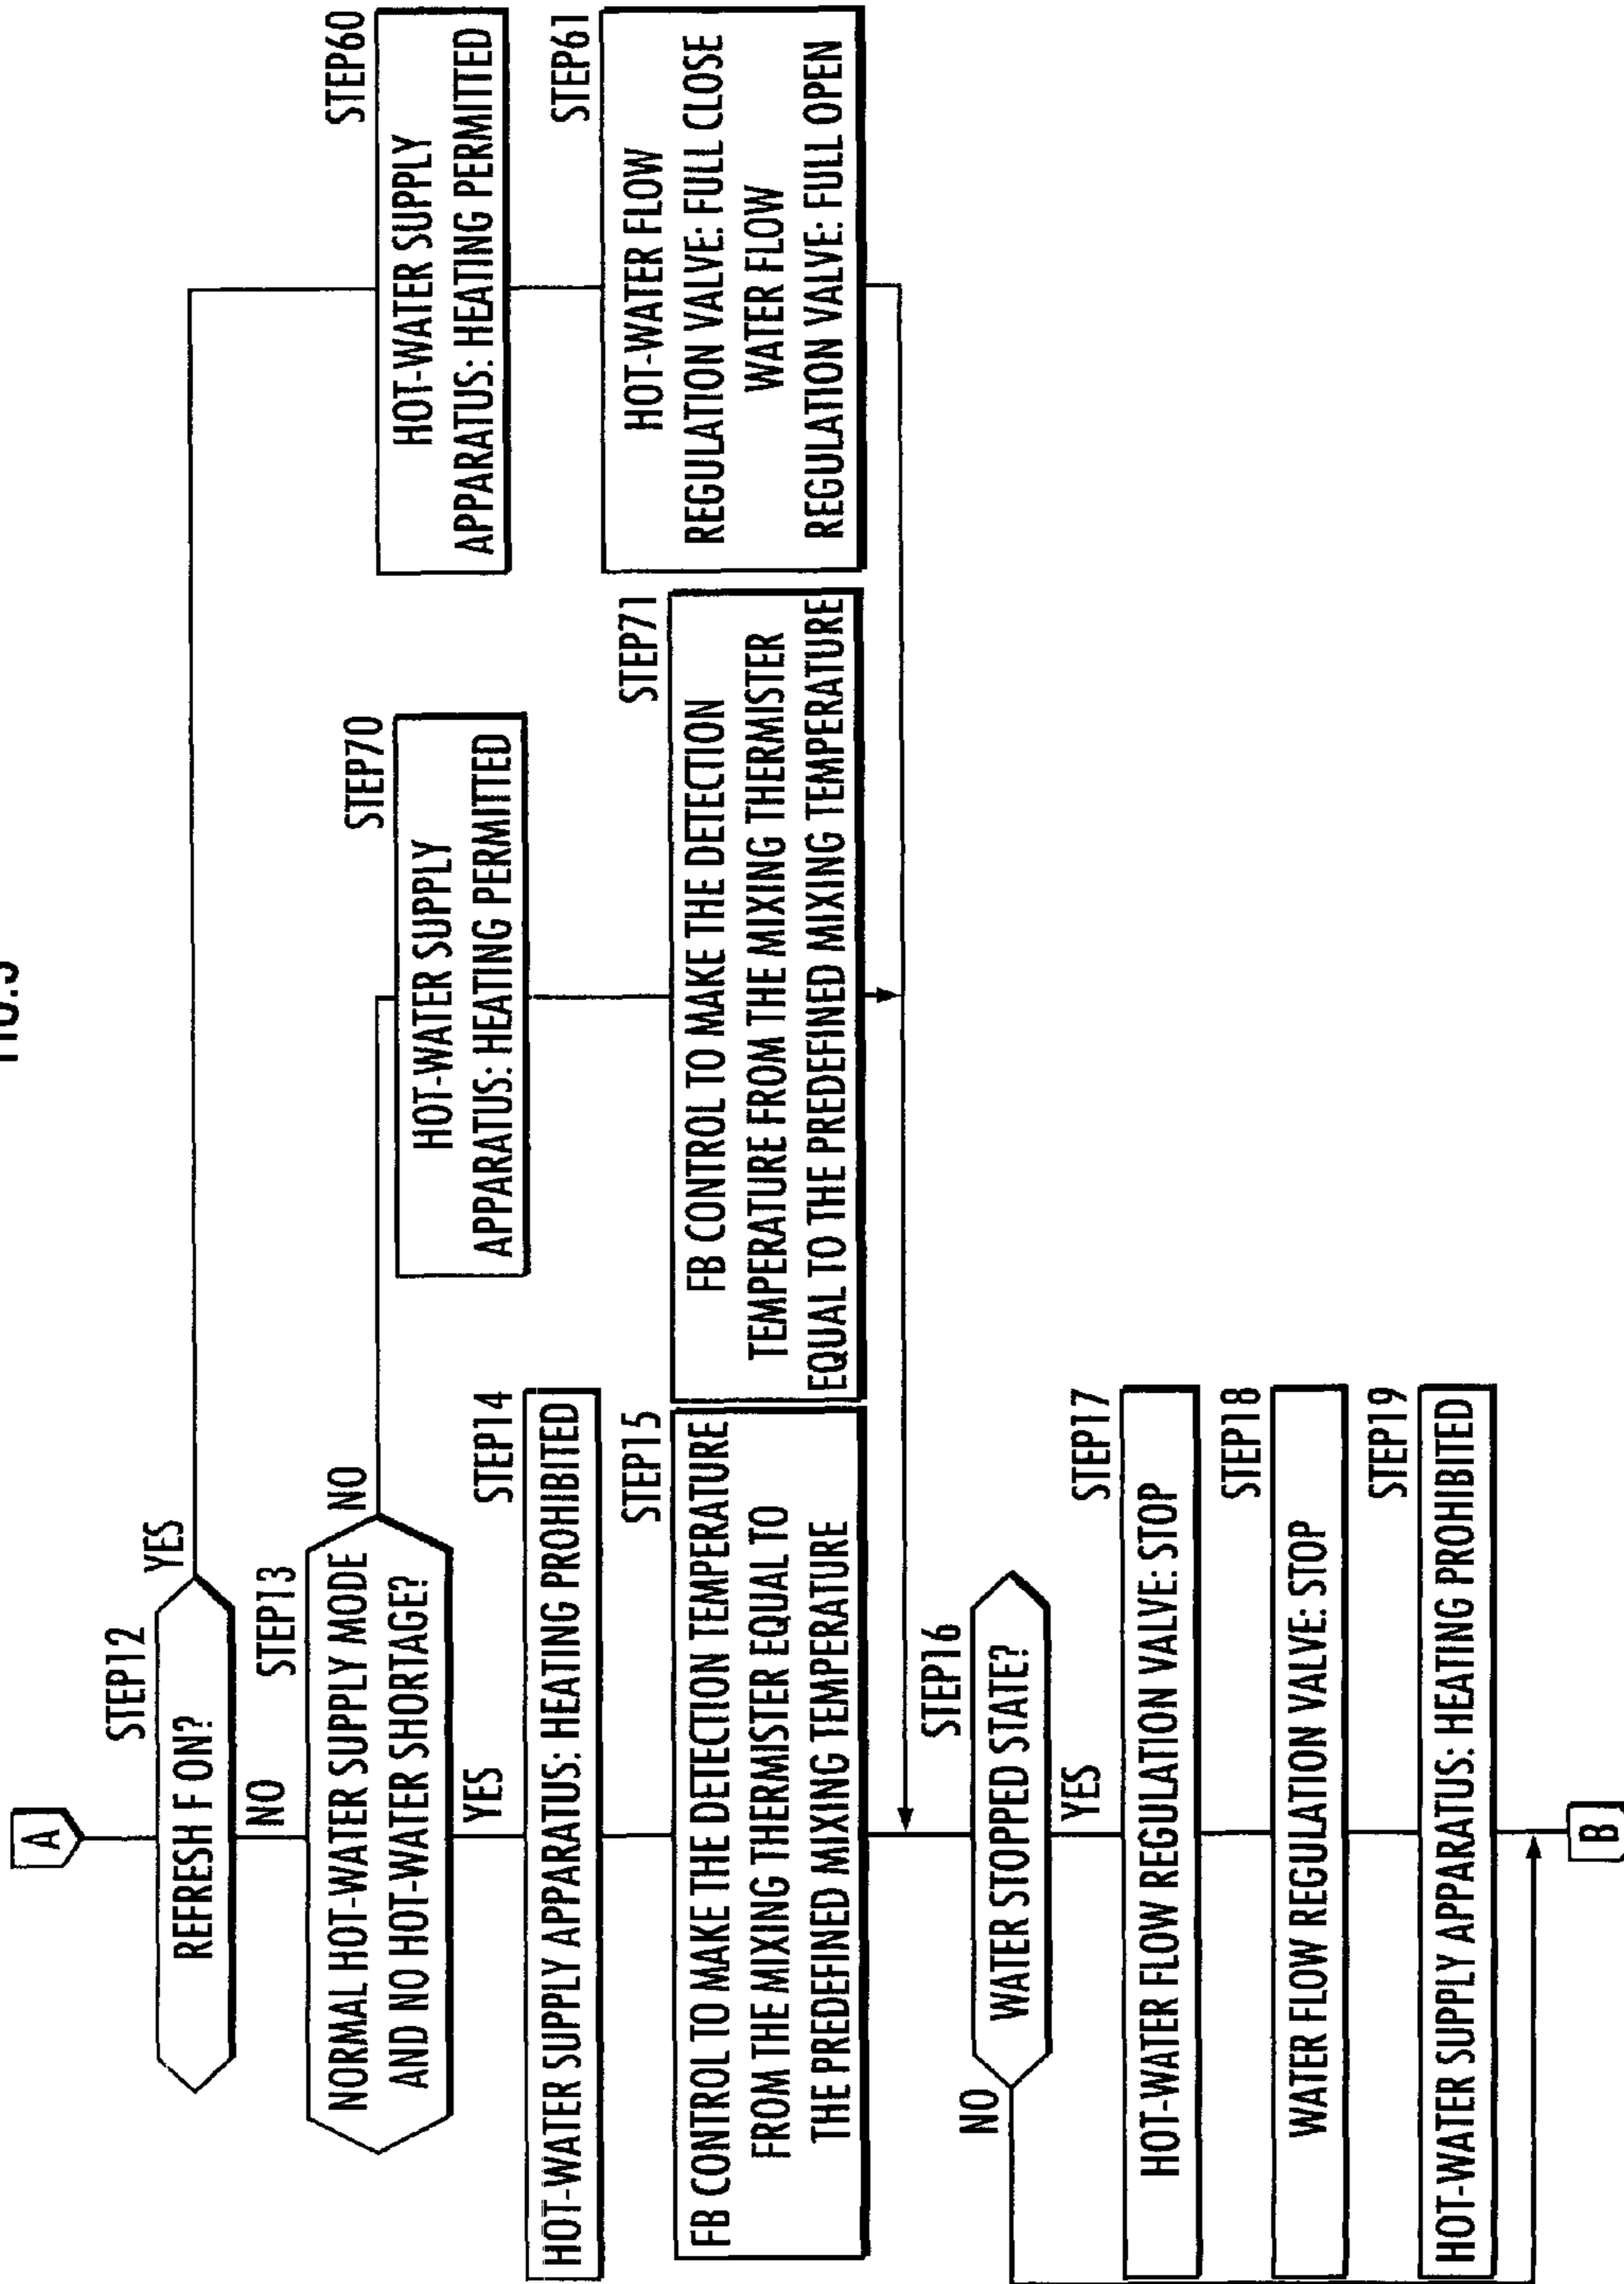 FIG.5
A
STEP12
REFRESH F ON?
YES
NO
STEP13
NORMAL HOT-WATER SUPPLY MODE
AND NO HOT-WATER SHORTAGE?
NO
YES
STEP14
HOT-WATER SUPPLY APPARATUS: HEATING PROHIBITED
STEP15
FB CONTROL TO MAKE THE DETECTION TEMPERATURE
FROM THE MIXING THERMISTER EQUAL TO
THE PREDEFINED MIXING TEMPERATURE
STEP70
HOT-WATER SUPPLY
APPARATUS: HEATING PERMITTED
STEP71
FB CONTROL TO MAKE THE DETECTION
TEMPERATURE FROM THE MIXING THERMISTER
EQUAL TO THE PREDEFINED MIXING TEMPERATURE
STEP60
HOT-WATER SUPPLY
APPARATUS: HEATING PERMITTED
STEP61
HOT-WATER FLOW
REGULATION VALVE: FULL CLOSE
WATER FLOW
REGULATION VALVE: FULL OPEN
STEP16
WATER STOPPED STATE?
NO
YES
STEP17
HOT-WATER FLOW REGULATION VALVE: STOP
STEP18
WATER FLOW REGULATION VALVE: STOP
STEP19
HOT-WATER SUPPLY APPARATUS: HEATING PROHIBITED
B